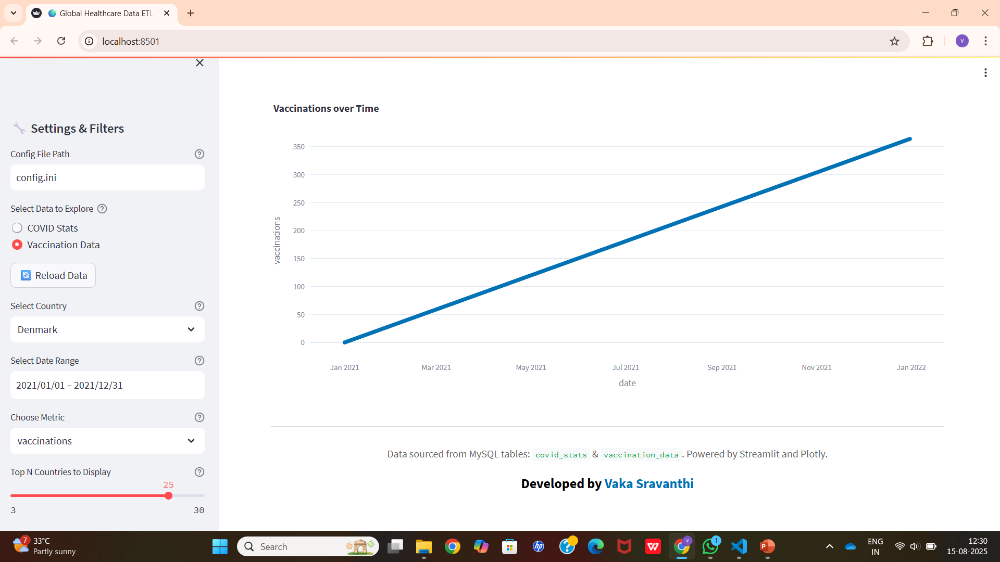 Global Healthcare Data ETL
localhost:8501
V
Settings & Filters
Config File Path
config.ini
Select Data to Explore
COVID Stats
Vaccination Data
Reload Data
Select Country
Denmark
Select Date Range
2021/01/01 – 2021/12/31
Choose Metric
vaccinations
Top N Countries to Display
25
3
30
Vaccinations over Time
350
300
250
200
150
100
50
0
vaccinations
Jan 2021
Mar 2021
May 2021
Jul 2021
Sep 2021
Nov 2021
Jan 2022
date
Data sourced from MySQL tables: covid_stats & vaccination_data . Powered by Streamlit and Plotly.
Developed by Vaka Sravanthi
7
33°C
Partly sunny
Search
hp
W
V
1
P
ENG
IN
12:30
15-08-2025